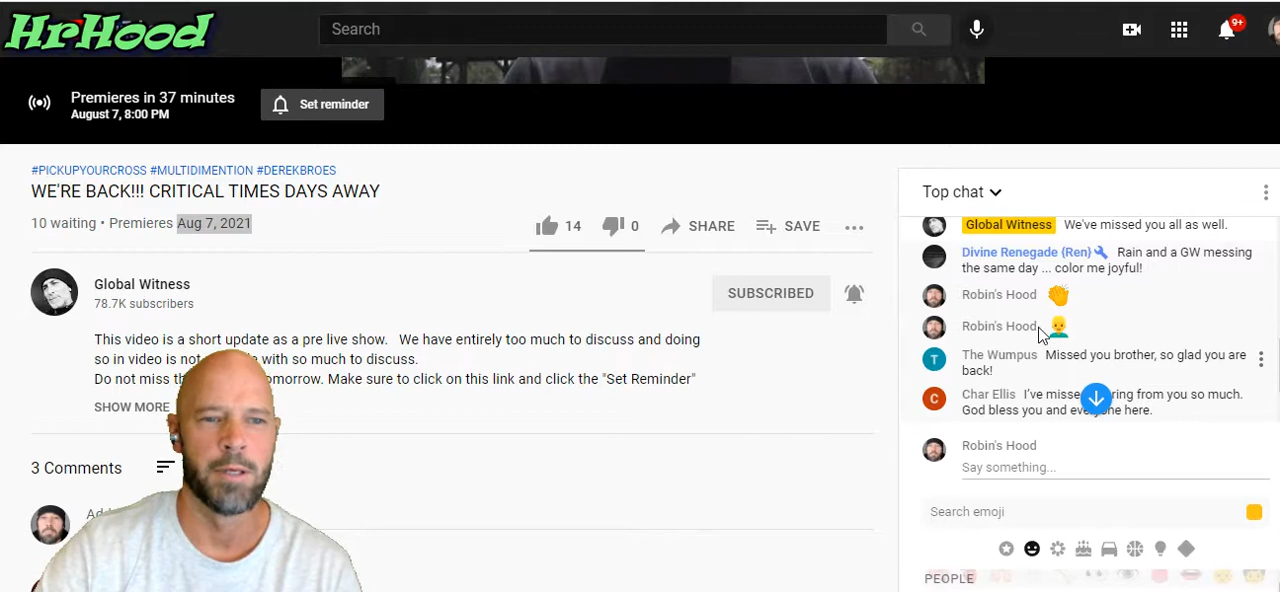 HrHood
Search
9+
Premieres in 37 minutes
August 7, 8:00 PM
Set reminder
#PICKUPYOURCROSS #MULTIDIMENTION #DEREKBROES
WE'RE BACK!!! CRITICAL TIMES DAYS AWAY
10 waiting • Premieres Aug 7, 2021
14
0
SHARE
SAVE
Global Witness
78.7K subscribers
SUBSCRIBED
This video is a short update as a pre live show. We have entirely too much to discuss and doing
so in video is not with so much to discuss.
Do not miss omorrow. Make sure to click on this link and click the "Set Reminder"
SHOW MORE
3 Comments
Top chat
Global Witness We've missed you all as well.
Divine Renegade (Ren) Rain and a GW messing
the same day ... color me joyful!
Robin's Hood
Robin's Hood
T
The Wumpus Missed you brother, so glad you are
back!
C
Char Ellis I've misse ring from you so much.
God bless you and everyone here.
Robin's Hood
Say something...
Search emoji
PEOPLE